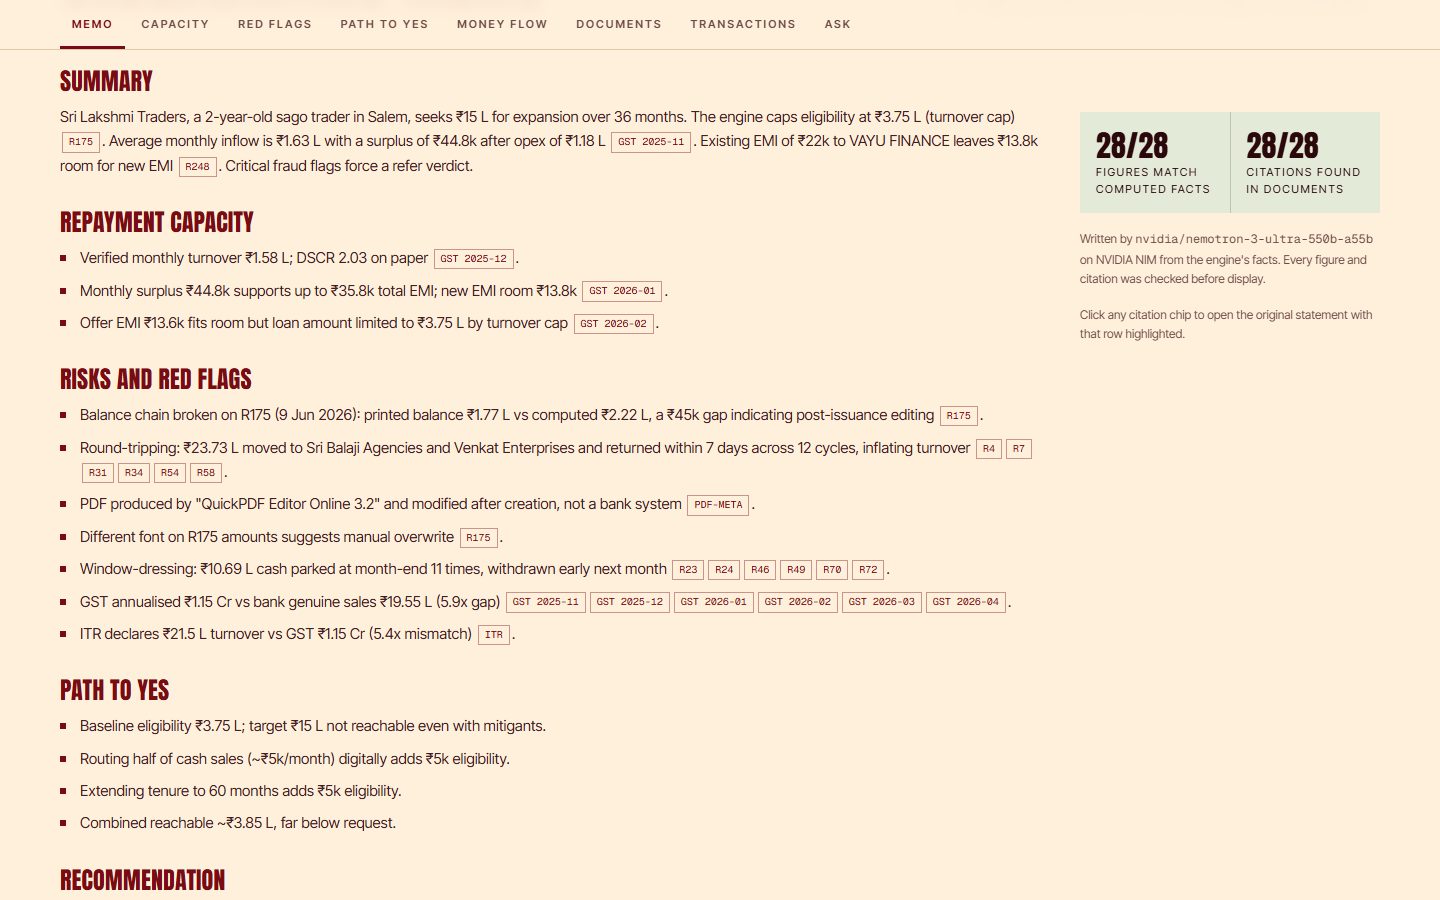 MEMO CAPACITY RED FLAGS PATH TO YES MONEY FLOW DOCUMENTS TRANSACTIONS ASK
SUMMARY
Sri Lakshmi Traders, a 2-year-old sago trader in Salem, seeks ₹15 L for expansion over 36 months. The engine caps eligibility at ₹3.75 L (turnover cap)
R175 . Average monthly inflow is ₹1.63 L with a surplus of ₹44.8k after opex of ₹1.18 L GST 2025-11 . Existing EMI of ₹22k to VAYU FINANCE leaves ₹13.8k
room for new EMI R248 . Critical fraud flags force a refer verdict.
28/28
FIGURES MATCH
COMPUTED FACTS
28/28
CITATIONS FOUND
IN DOCUMENTS
Written by nvidia/nemotron-3-ultra-550b-a55b
on NVIDIA NIM from the engine's facts. Every figure and
citation was checked before display.
Click any citation chip to open the original statement with
that row highlighted.
REPAYMENT CAPACITY
Verified monthly turnover ₹1.58 L; DSCR 2.03 on paper GST 2025-12 .
Monthly surplus ₹44.8k supports up to ₹35.8k total EMI; new EMI room ₹13.8k GST 2026-01 .
Offer EMI ₹13.6k fits room but loan amount limited to ₹3.75 L by turnover cap GST 2026-02 .
RISKS AND RED FLAGS
Balance chain broken on R175 (9 Jun 2026): printed balance ₹1.77 L vs computed ₹2.22 L, a ₹45k gap indicating post-issuance editing R175 .
Round-tripping: ₹23.73 L moved to Sri Balaji Agencies and Venkat Enterprises and returned within 7 days across 12 cycles, inflating turnover R4 R7
R31 R34 R54 R58 .
PDF produced by "QuickPDF Editor Online 3.2" and modified after creation, not a bank system PDF-META .
Different font on R175 amounts suggests manual overwrite R175 .
Window-dressing: ₹10.69 L cash parked at month-end 11 times, withdrawn early next month R23 R24 R46 R49 R70 R72 .
GST annualised ₹1.15 Cr vs bank genuine sales ₹19.55 L (5.9x gap) GST 2025-11 GST 2025-12 GST 2026-01 GST 2026-02 GST 2026-03 GST 2026-04 .
ITR declares ₹21.5 L turnover vs GST ₹1.15 Cr (5.4x mismatch) ITR .
PATH TO YES
Baseline eligibility ₹3.75 L; target ₹15 L not reachable even with mitigants.
Routing half of cash sales (~₹5k/month) digitally adds ₹5k eligibility.
Extending tenure to 60 months adds ₹5k eligibility.
Combined reachable ~₹3.85 L, far below request.
RECOMMENDATION